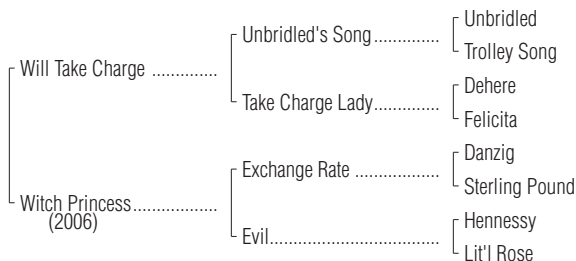 Unbridled
Unbridled's Song..............
Trolley Song
Will Take Charge ..............
Dehere
Take Charge Lady..............
Felicita
Danzig
Exchange Rate ..................
Sterling Pound
Witch Princess..................
(2006)
Hennessy
Evil....................................
Lit'l Rose